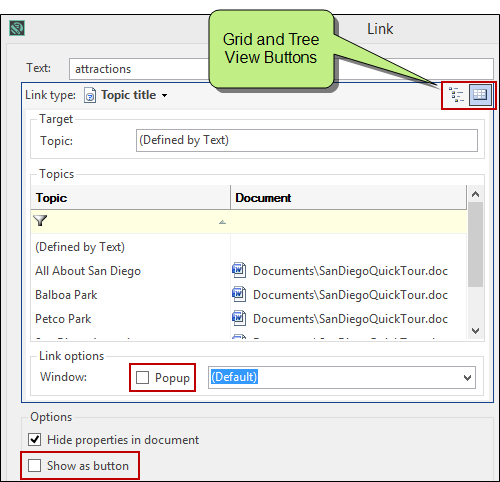 Grid and Tree
View Buttons
Link
Text: attractions
Link type: Topic title
Target
Topic: (Defined by Text)
Topics
Topic Document
(Defined by Text)
All About San Diego Documents\SanDiegoQuickTour.doc
Balboa Park Documents\SanDiegoQuickTour.doc
Petco Park Documents\SanDiegoQuickTour.doc
Link options
Window: Popup (Default)
Options
Hide properties in document
Show as button